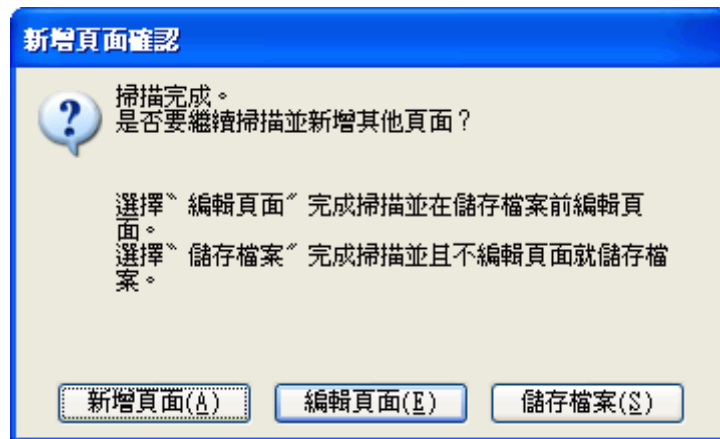 新增頁面確認
掃描完成。
是否要繼續掃描並新增其他頁面？
選擇〝編輯頁面〞完成掃描並在儲存檔案前編輯頁
面。
選擇〝儲存檔案〞完成掃描並且不編輯頁面就儲存檔
案。
新增頁面(A) 編輯頁面(E) 儲存檔案(S)